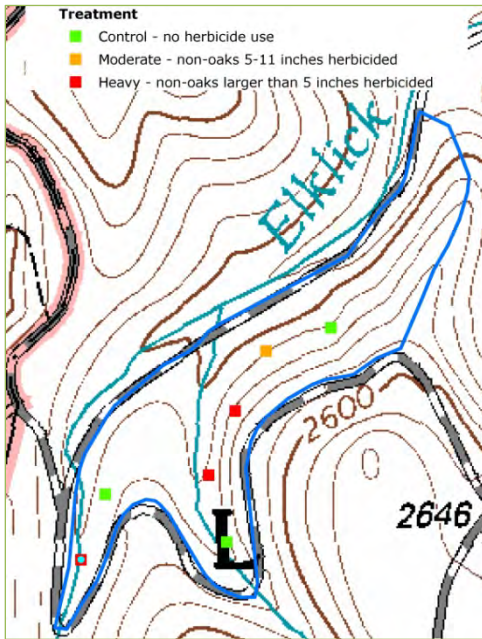 Treatment
Control - no herbicide use
Moderate - non-oaks 5-11 inches herbicided
Heavy - non-oaks larger than 5 inches herbicided
Elklick
2600
2646
L